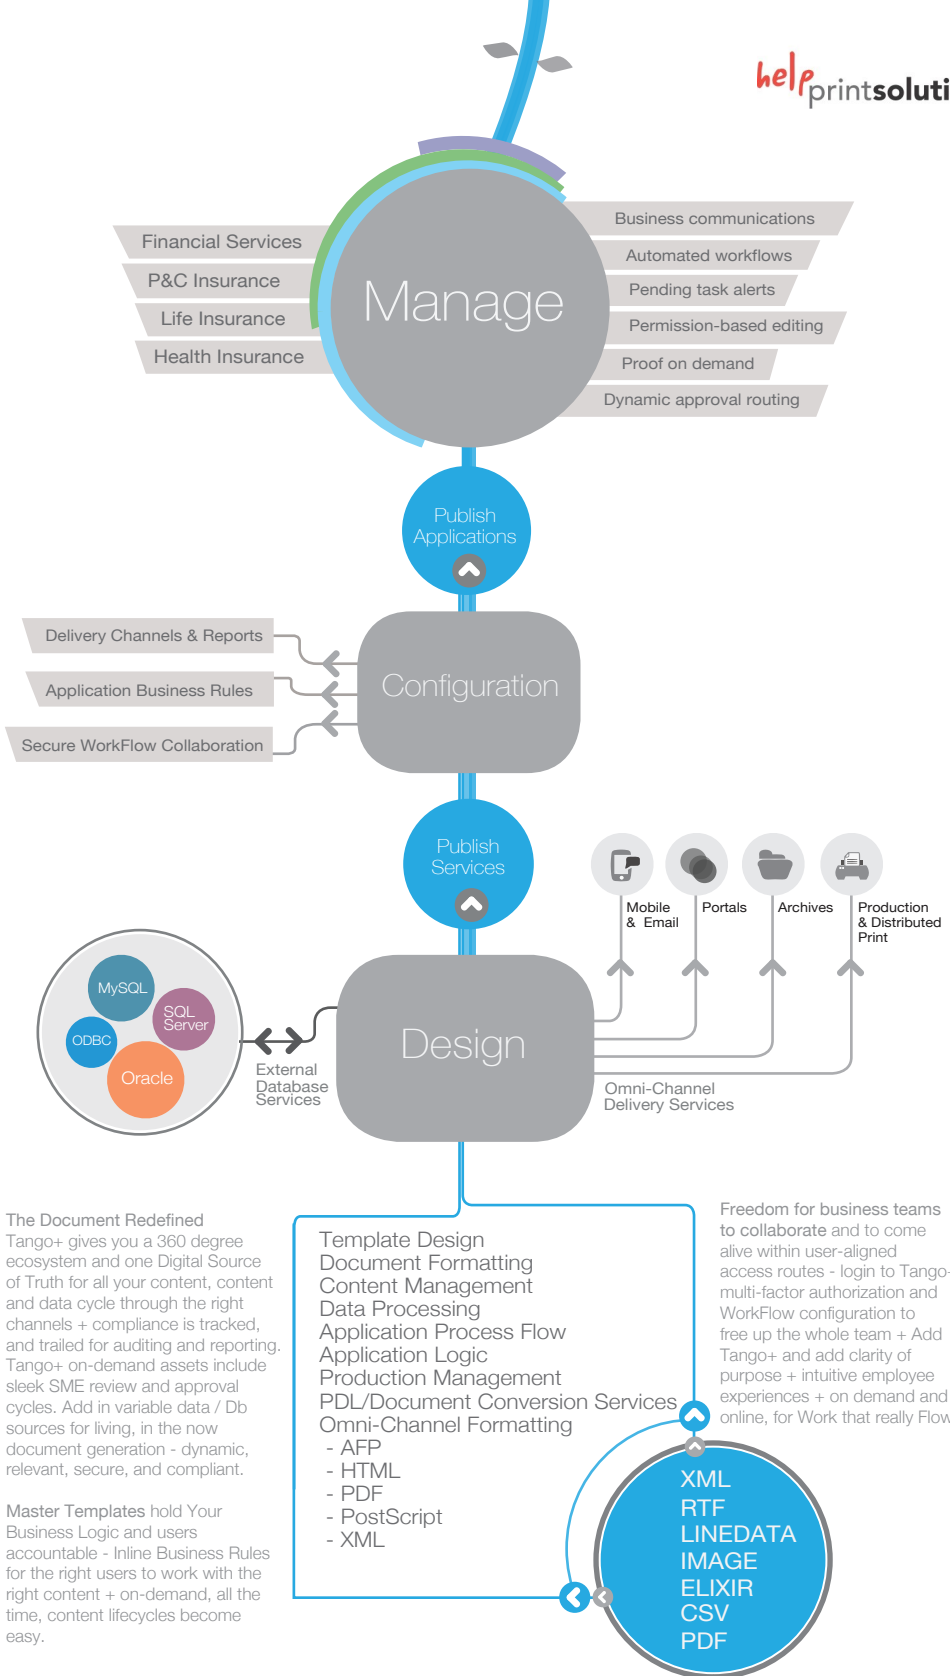 help
printsoluti
Financial Services
P&C Insurance
Life Insurance
Health Insurance
Manage
Business communications
Automated workflows
Pending task alerts
Permission-based editing
Proof on demand
Dynamic approval routing
Publish
Applications
Delivery Channels & Reports
Application Business Rules
Secure WorkFlow Collaboration
Configuration
Publish
Services
Mobile
& Email
Portals
Archives
Production
& Distributed
Print
MySQL
SQL
Server
ODBC
Oracle
External
Database
Services
Design
Omni-Channel
Delivery Services
The Document Redefined
Tango+ gives you a 360 degree
ecosystem and one Digital Source
of Truth for all your content, content
and data cycle through the right
channels + compliance is tracked,
and trailed for auditing and reporting.
Tango+ on-demand assets include
sleek SME review and approval
cycles. Add in variable data / Db
sources for living, in the now
document generation - dynamic,
relevant, secure, and compliant.
Master Templates hold Your
Business Logic and users
accountable - Inline Business Rules
for the right users to work with the
right content + on-demand, all the
time, content lifecycles become
easy.
Template Design
Document Formatting
Content Management
Data Processing
Application Process Flow
Application Logic
Production Management
PDL/Document Conversion Services
Omni-Channel Formatting
- AFP
- HTML
- PDF
- PostScript
- XML
Freedom for business teams
to collaborate and to come
alive within user-aligned
access routes - login to Tango+
multi-factor authorization and
WorkFlow configuration to
free up the whole team + Add
Tango+ and add clarity of
purpose + intuitive employee
experiences + on demand and
online, for Work that really Flow
XML
RTF
LINEDATA
IMAGE
ELIXIR
CSV
PDF